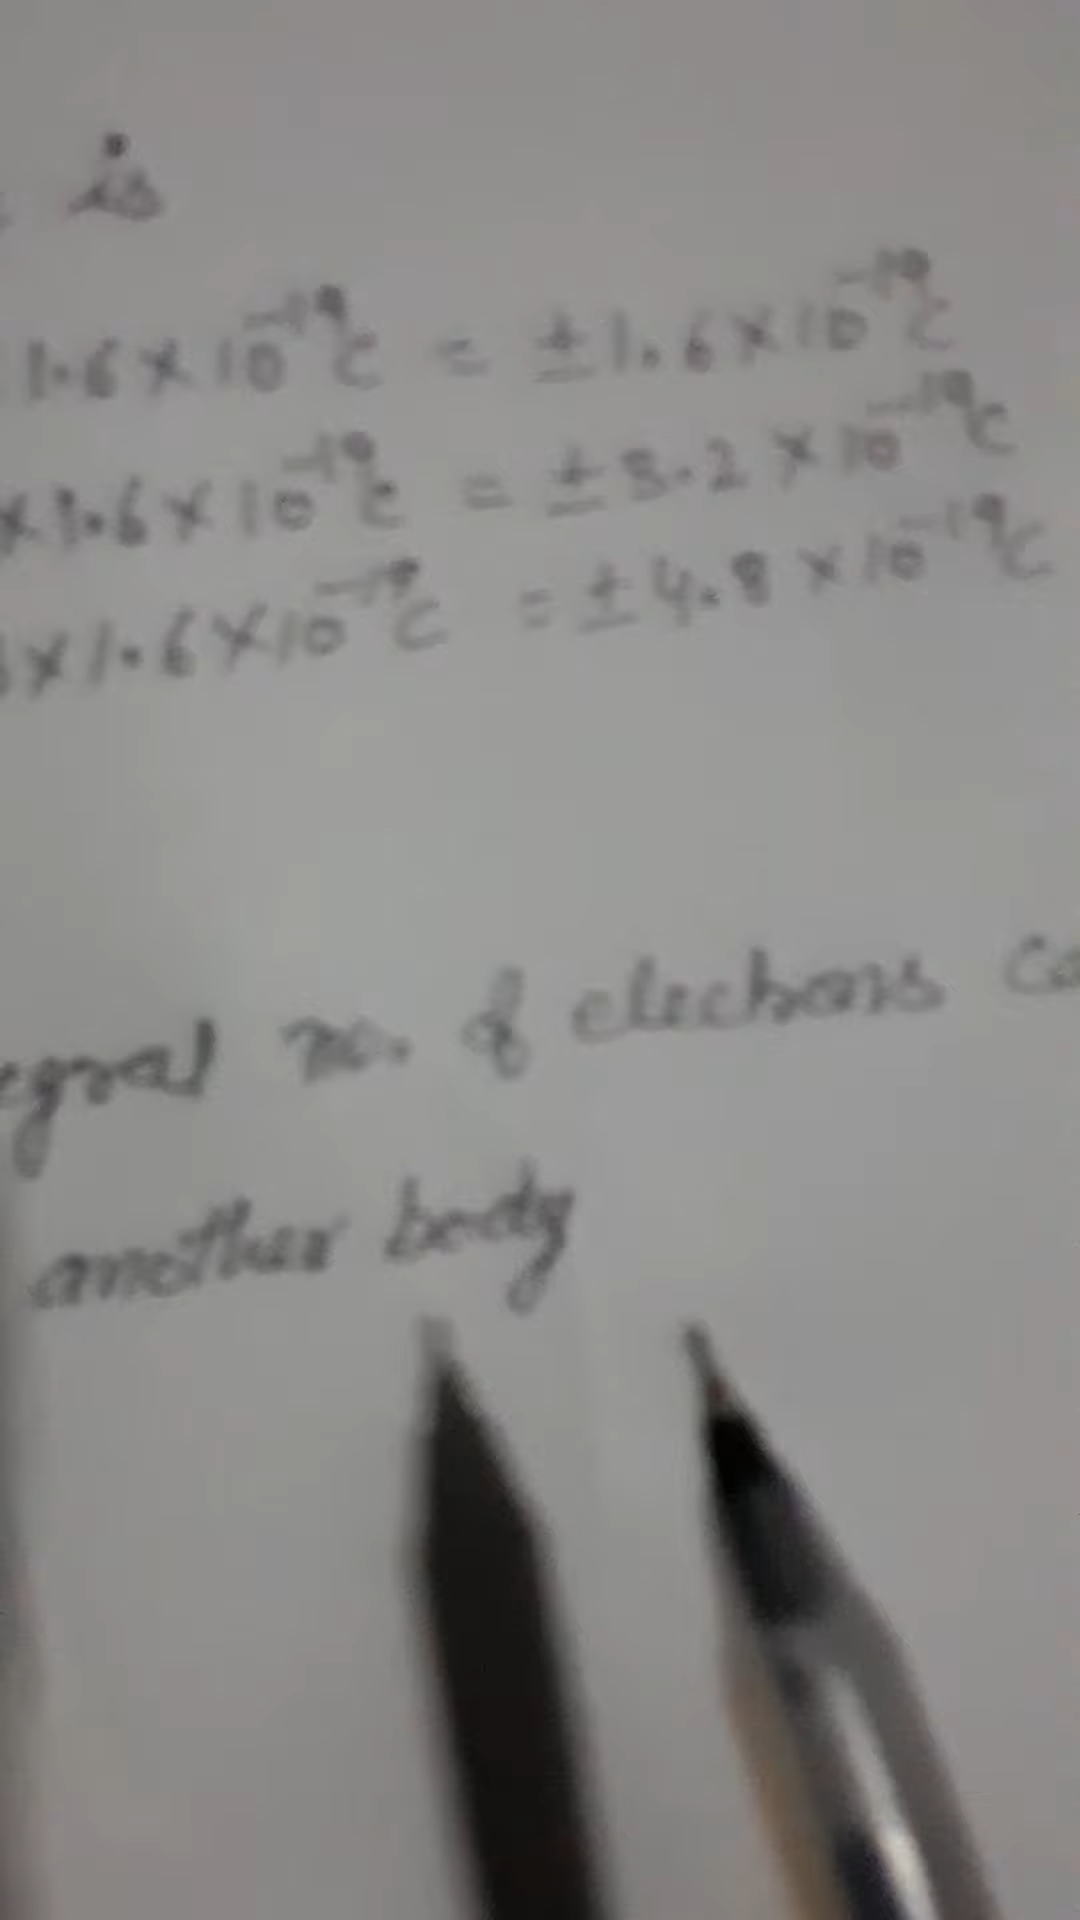 is
1.6×10⁻¹⁹C = ±1.6×10⁻¹⁹C
×1.6×10⁻¹⁹C = ±3.2×10⁻¹⁹C
×1.6×10⁻¹⁹C = ±4.8×10⁻¹⁹C
egral no. of electrons
another body